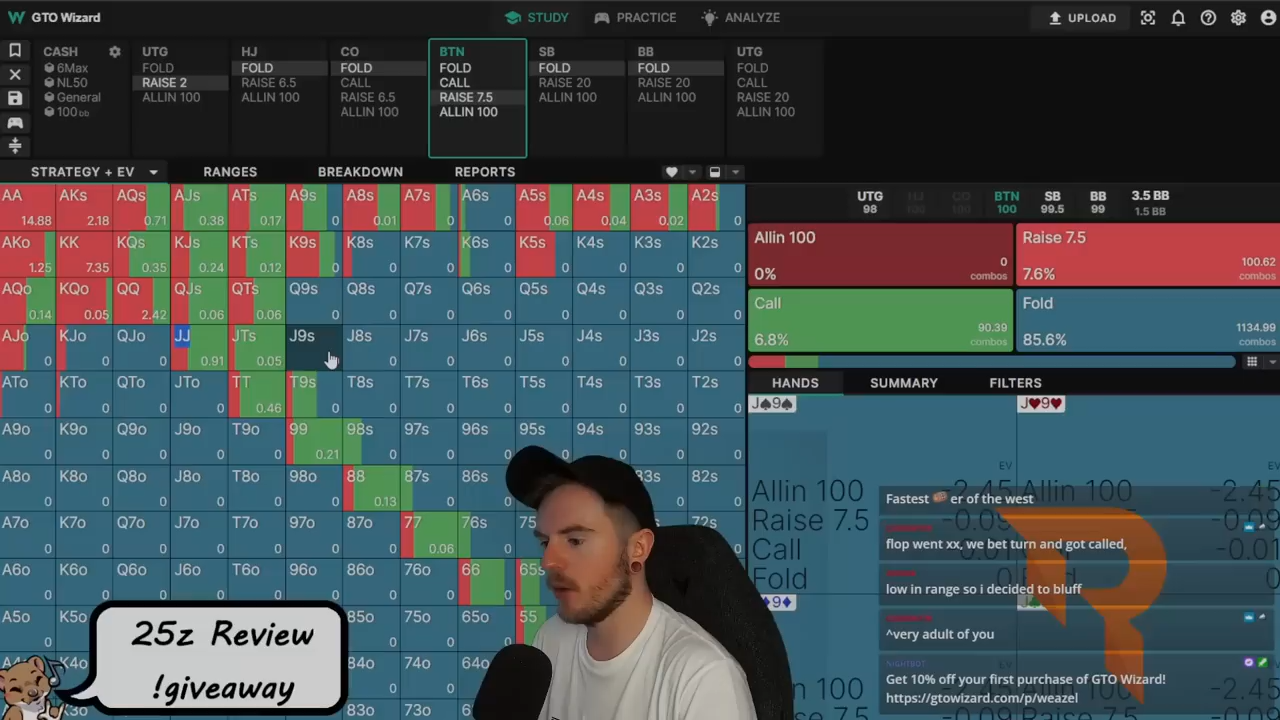 W GTO Wizard
STUDY
PRACTICE
ANALYZE
UPLOAD
CASH
6Max
NL50
General
100bb
UTG
FOLD
RAISE 2
ALLIN 100
HJ
FOLD
RAISE 6.5
ALLIN 100
CO
FOLD
CALL
RAISE 6.5
ALLIN 100
BTN
FOLD
CALL
RAISE 7.5
ALLIN 100
SB
FOLD
RAISE 20
ALLIN 100
BB
FOLD
RAISE 20
ALLIN 100
UTG
FOLD
CALL
RAISE 20
ALLIN 100
STRATEGY + EV
RANGES
BREAKDOWN
REPORTS
AA AKs AQs AJs ATs A9s A8s A7s A6s A5s A4s A3s A2s
14.88 2.18 0.71 0.38 0.17 0 0.01 0 0 0.06 0.04 0.02 0
AKo KK KQs KJs KTs K9s K8s K7s K6s K5s K4s K3s K2s
1.25 7.35 0.35 0.24 0.12 0 0 0 0 0 0 0 0
AQo KQo QQ QJs QTs Q9s Q8s Q7s Q6s Q5s Q4s Q3s Q2s
0.14 0.05 2.42 0.06 0.06 0 0 0 0 0 0 0 0
AJo KJo QJo JJ JTs J9s J8s J7s J6s J5s J4s J3s J2s
0 0 0 0.91 0.05 0 0 0 0 0 0 0
ATo KTo QTo JTo TT T9s T8s T7s T6s T5s T4s T3s T2s
0 0 0 0 0.46 0 0 0 0 0 0 0 0
A9o K9o Q9o J9o T9o 99 98s 97s 96s 95s 94s 93s 92s
0 0 0 0 0 0.21 0 0 0 0 0 0
A8o K8o Q8o J8o T8o 98o 88 87s 83s 82s
0 0 0 0 0 0 0.13 0 0 0
A7o K7o Q7o J7o T7o 97o 87o 77 76s 72s
0 0 0 0 0 0 0 0.06 0 0
A6o K6o Q6o J6o T6o 96o 86o 76o 66 65s
0 0 0 0 0 0 0 0 0
A5o K5o Q5o J5o T5o 95o 85o 75o 65o 55
0 0 0
84o 74o 64o
0 0 0
83o 73o 63o
UTG
98
HJ
100
CO
100
BTN
100
SB
99.5
BB
99
3.5 BB
1.5 BB
Allin 100
0%
0
combos
Raise 7.5
7.6%
100.62
combos
Call
6.8%
90.39
combos
Fold
85.6%
1134.99
combos
HANDS
SUMMARY
FILTERS
J♠9♠
J♥9♥
EV
EV
Allin 100 -2.45
Raise 7.5 -0.09
Call -0.01
Fold
Allin 100 -2.45
Fastest er of the west
flop went xx, we bet turn and got called,
low in range so i decided to bluff
^very adult of you
NIGHTBOT
Get 10% off your first purchase of GTO Wizard!
https://gtowizard.com/p/weazel
25z Review
!giveaway